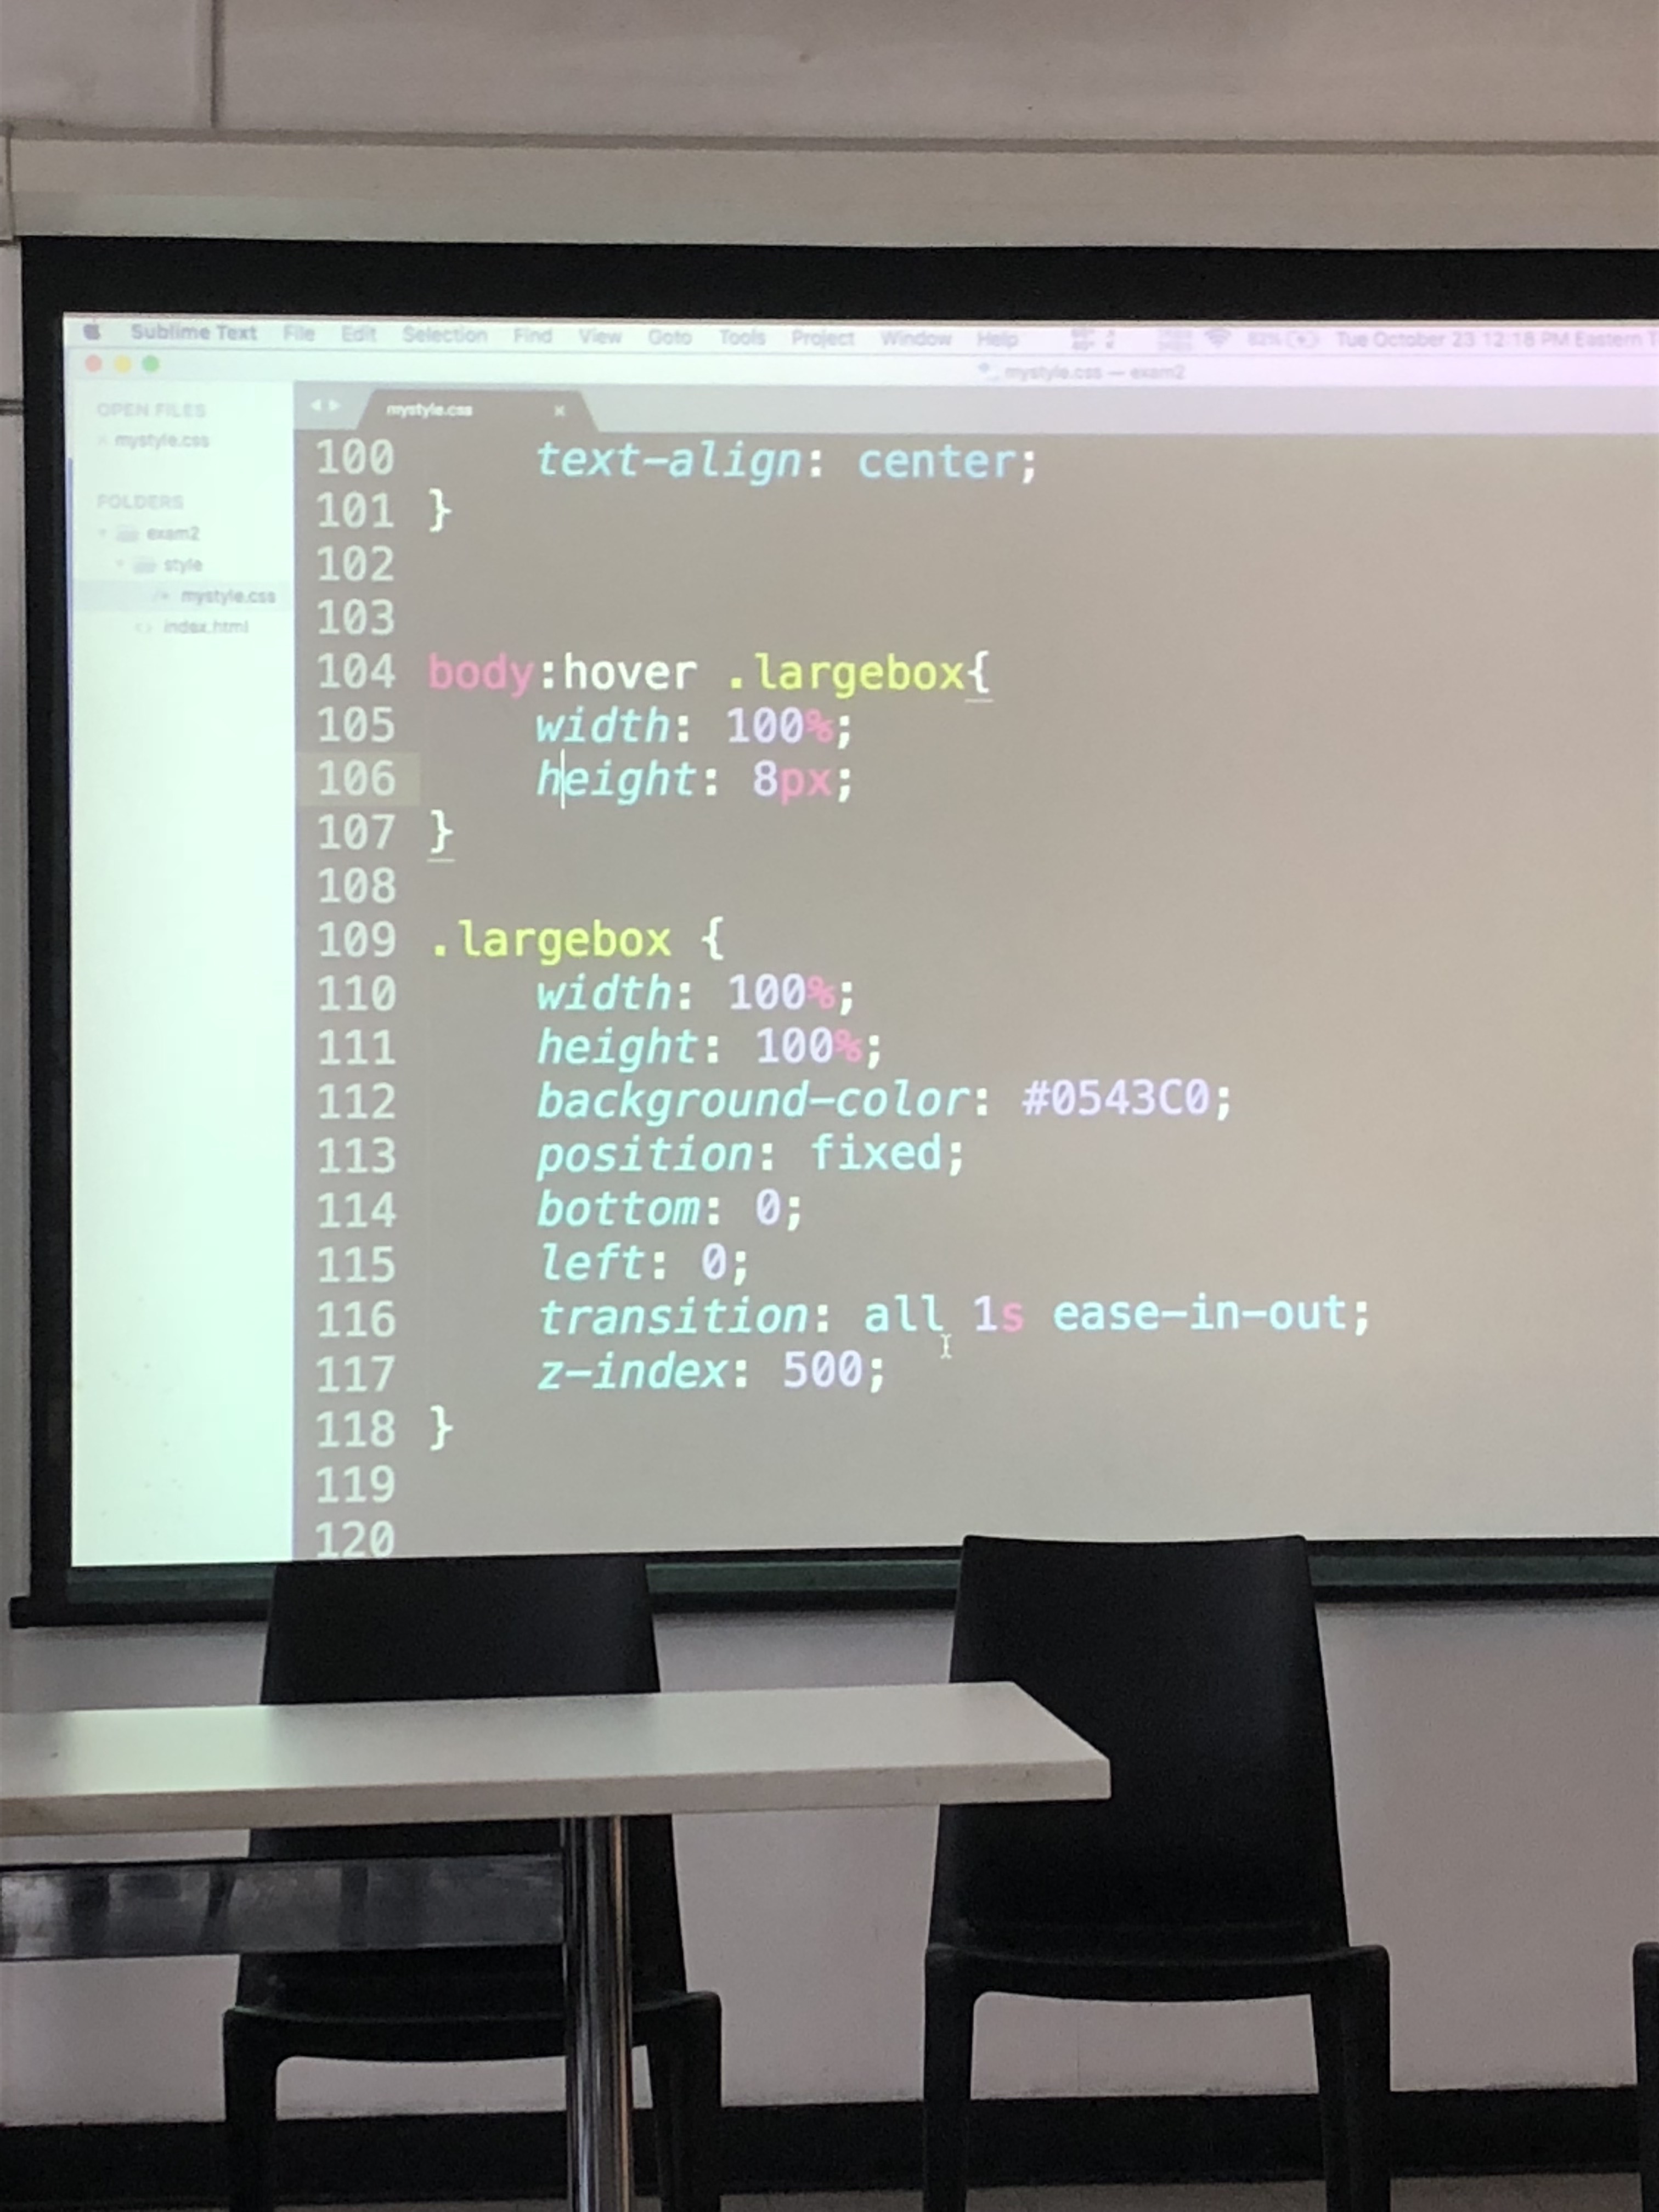 Sublime Text File Edit Selection Find View Goto Tools Project Window Help 82% Tue October 23 12:18 PM Eastern
mystyle.css — exam2
OPEN FILES
mystyle.css
FOLDERS
exam2
style
mystyle.css
index.html
mystyle.css ×
100 text-align: center;
101 }
102
103
104 body:hover .largebox{
105 width: 100%;
106 height: 8px;
107 }
108
109 .largebox {
110 width: 100%;
111 height: 100%;
112 background-color: #0543C0;
113 position: fixed;
114 bottom: 0;
115 left: 0;
116 transition: all 1s ease-in-out;
117 z-index: 500;
118 }
119
120